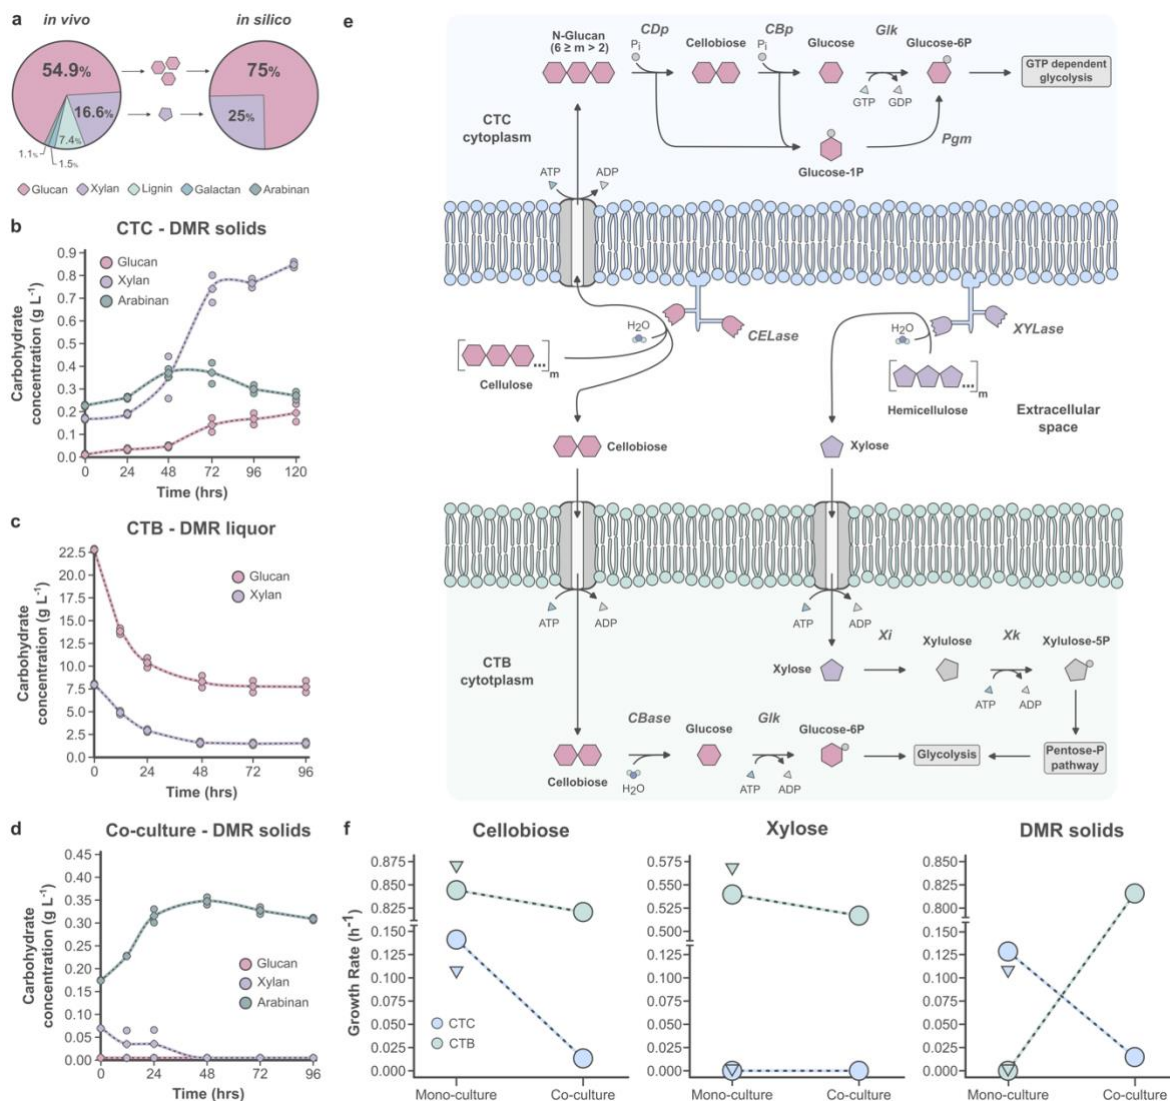 a
in vivo
in silico
54.9%
16.6%
7.4%
1.1%
1.5%
75%
25%
Glucan
Xylan
Lignin
Galactan
Arabinan
b
CTC - DMR solids
Glucan
Xylan
Arabinan
Carbohydrate
concentration (g L⁻¹)
0.9
0.8
0.7
0.6
0.5
0.4
0.3
0.2
0.1
0.0
0
24
48
72
96
120
Time (hrs)
c
CTB - DMR liquor
Glucan
Xylan
Carbohydrate
concentration (g L⁻¹)
22.5
20.0
17.5
15.0
12.5
10.0
7.5
5.0
2.5
0.0
0
24
48
72
96
Time (hrs)
d
Co-culture - DMR solids
Glucan
Xylan
Arabinan
Carbohydrate
concentration (g L⁻¹)
0.45
0.40
0.35
0.30
0.25
0.20
0.15
0.10
0.05
0.00
0
24
48
72
96
Time (hrs)
e
N-Glucan
(6 ≥ m > 2)
CDp
Pi
Cellobiose
CBp
Pi
Glucose
Glk
GTP
GDP
Glucose-6P
GTP dependent
glycolysis
Pgm
Glucose-1P
CTC
cytoplasm
ATP
ADP
H2O
CELase
m
Cellulose
H2O
XYLase
m
Hemicellulose
Extracellular
space
Cellobiose
Xylose
ATP
ADP
ATP
ADP
CTB
cytotplasm
Xylose
Xi
Xylulose
Xk
ATP
ADP
Xylulose-5P
Cellobiose
CBase
H2O
Glucose
Glk
ATP
ADP
Glucose-6P
Glycolysis
Pentose-P
pathway
f
Cellobiose
Growth Rate (h⁻¹)
0.875
0.850
0.825
0.800
0.150
0.125
0.100
0.075
0.050
0.025
0.000
CTC
CTB
Mono-culture
Co-culture
Xylose
0.575
0.550
0.525
0.500
0.150
0.125
0.100
0.075
0.050
0.025
0.000
Mono-culture
Co-culture
DMR solids
0.875
0.850
0.825
0.800
0.150
0.125
0.100
0.075
0.050
0.025
0.000
Mono-culture
Co-culture